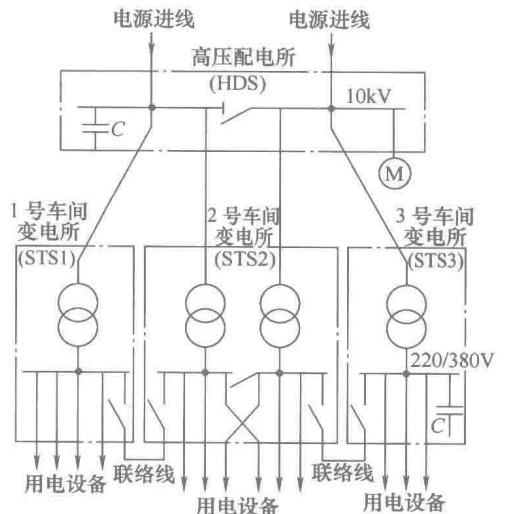 电源进线
电源进线
高压配电所
(HDS)
10kV
C
M
1号车间
变电所
(STS1)
2号车间
变电所
(STS2)
3号车间
变电所
(STS3)
220/380V
C
联络线
联络线
用电设备
用电设备
用电设备